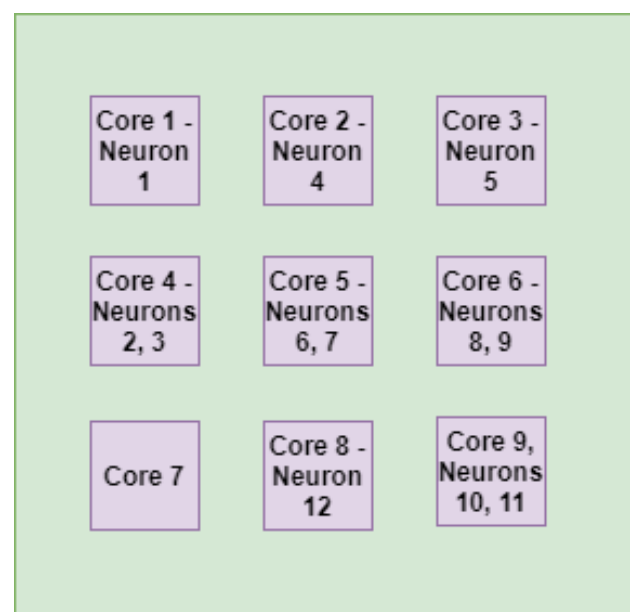 Core 1 -
Neuron
1
Core 2 -
Neuron
4
Core 3 -
Neuron
5
Core 4 -
Neurons
2, 3
Core 5 -
Neurons
6, 7
Core 6 -
Neurons
8, 9
Core 7
Core 8 -
Neuron
12
Core 9,
Neurons
10, 11